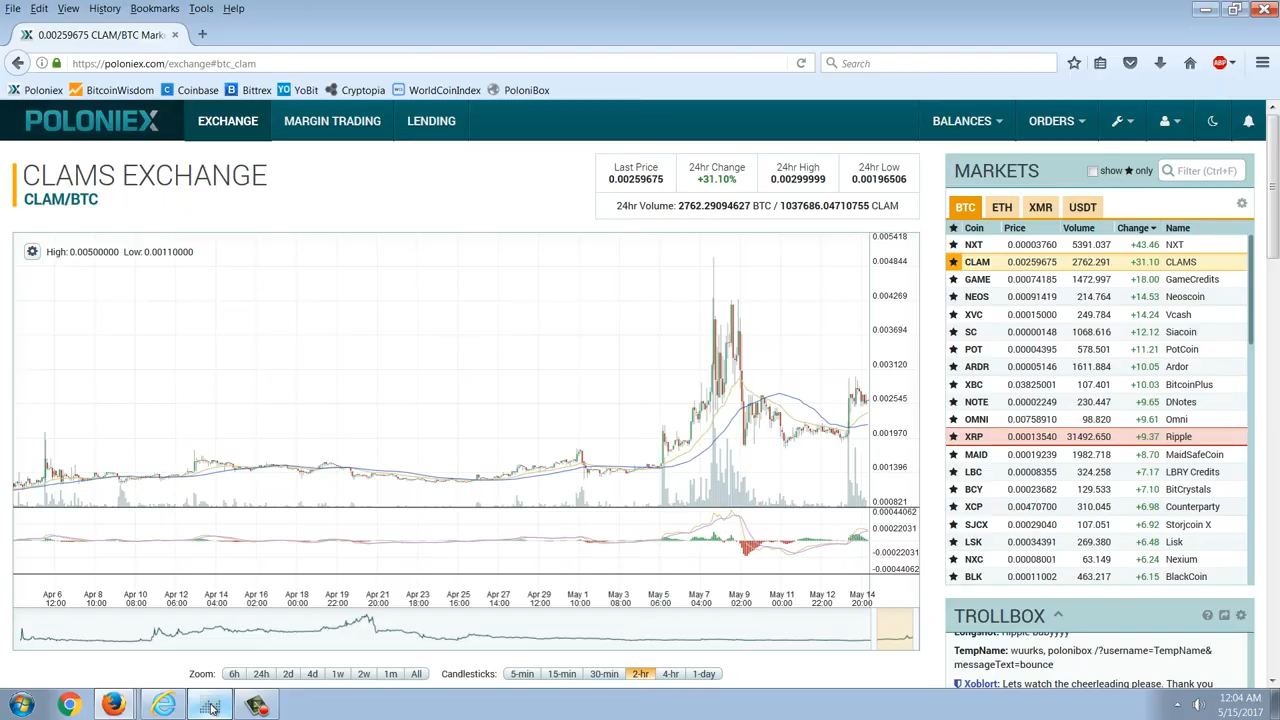 File Edit View History Bookmarks Tools Help
0.00259675 CLAM/BTC Mark
https://poloniex.com/exchange#btc_clam
Search
ABP
Poloniex BitcoinWisdom Coinbase Bittrex YoBit Cryptopia WorldCoinIndex PoloniBox
POLONIEX EXCHANGE MARGIN TRADING LENDING BALANCES ORDERS
CLAMS EXCHANGE
CLAM/BTC
Last Price 24hr Change 24hr High 24hr Low
0.00259675 +31.10% 0.00299999 0.00196506
24hr Volume: 2762.29094627 BTC / 1037686.04710755 CLAM
High: 0.00500000 Low: 0.00110000
0.005418
0.004844
0.004269
0.003694
0.003120
0.002545
0.001970
0.001396
0.000821
0.00044062
0.00022031
-0.00022031
-0.00044062
Apr 6 Apr 8 Apr 10 Apr 12 Apr 14 Apr 16 Apr 18 Apr 19 Apr 21 Apr 23 Apr 25 Apr 27 Apr 29 May 1 May 3 May 5 May 7 May 9 May 11 May 12 May 14
12:00 10:00 08:00 06:00 04:00 02:00 00:00 22:00 20:00 18:00 16:00 14:00 12:00 10:00 08:00 06:00 04:00 02:00 00:00 22:00 20:00
Zoom: 6h 24h 2d 4d 1w 2w 1m All Candlesticks: 5-min 15-min 30-min 2-hr 4-hr 1-day
MARKETS show ★ only Filter (Ctrl+F)
BTC ETH XMR USDT
Coin Price Volume Change Name
NXT 0.00003760 5391.037 +43.46 NXT
CLAM 0.00259675 2762.291 +31.10 CLAMS
GAME 0.00074185 1472.997 +18.00 GameCredits
NEOS 0.00091419 214.764 +14.53 Neoscoin
XVC 0.00015000 249.784 +14.24 Vcash
SC 0.00000148 1068.616 +12.12 Siacoin
POT 0.00004395 578.501 +11.21 PotCoin
ARDR 0.00005146 1611.884 +10.05 Ardor
XBC 0.03825001 107.401 +10.03 BitcoinPlus
NOTE 0.00002249 230.447 +9.65 DNotes
OMNI 0.00758910 98.820 +9.61 Omni
XRP 0.00013540 31492.650 +9.37 Ripple
MAID 0.00019239 1982.718 +8.70 MaidSafeCoin
LBC 0.00008355 324.258 +7.17 LBRY Credits
BCY 0.00023682 129.533 +7.10 BitCrystals
XCP 0.00470700 310.045 +6.98 Counterparty
SJCX 0.00029040 107.051 +6.92 Storjcoin X
LSK 0.00034391 269.380 +6.48 Lisk
NXC 0.00008001 63.149 +6.24 Nexium
BLK 0.00011002 463.217 +6.15 BlackCoin
TROLLBOX
Longshot: Ripple babyyyy
TempName: wuurks, polonibox /?username=TempName&
messageText=bounce
Xoblort: Lets watch the cheerleading please. Thank you
12:04 AM
5/15/2017